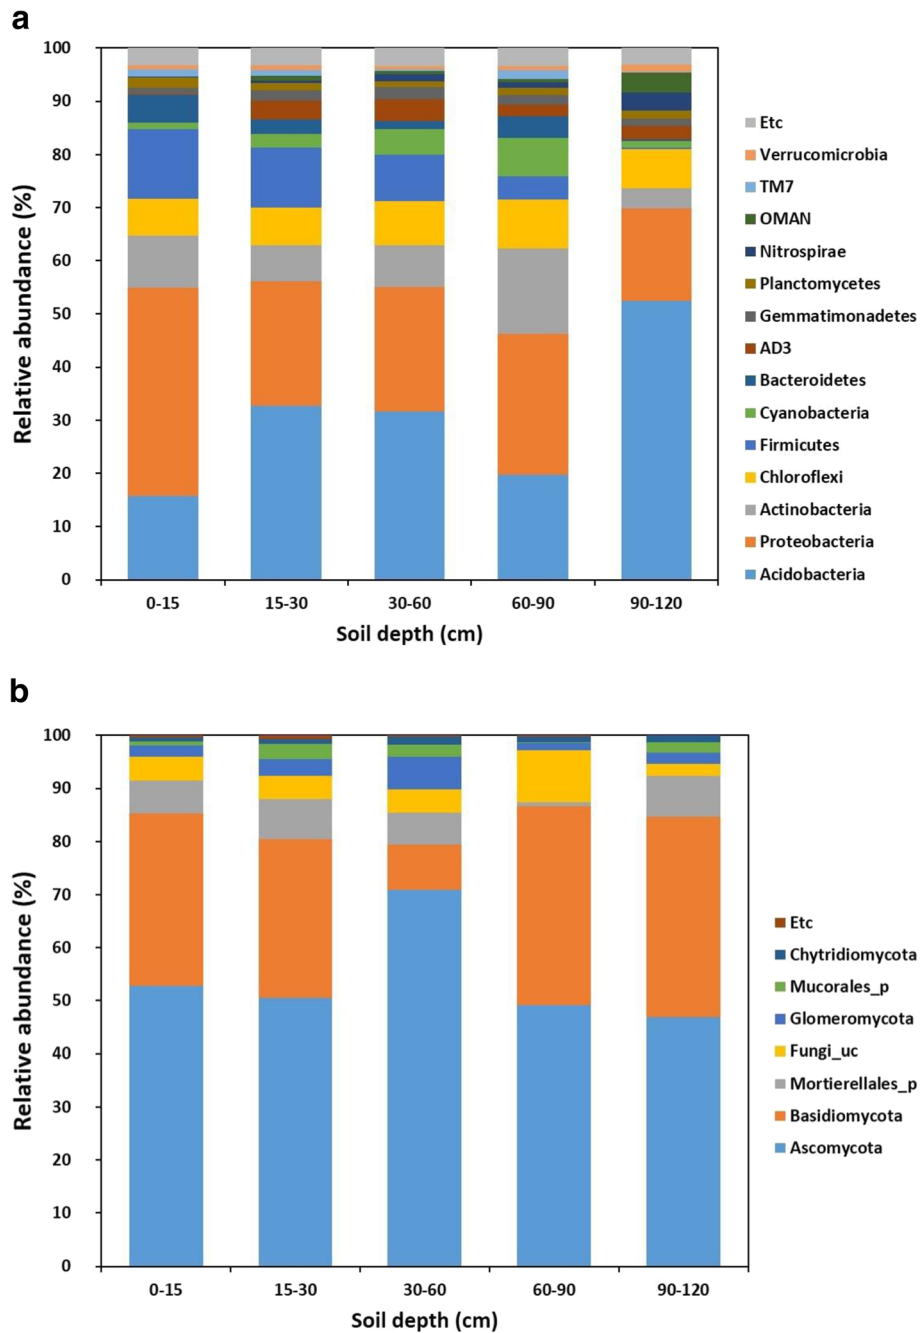 a
100
90
80
70
60
50
40
30
20
10
0
Relative abundance (%)
0-15 15-30 30-60 60-90 90-120
Soil depth (cm)
Etc
Verrucomicrobia
TM7
OMAN
Nitrospirae
Planctomycetes
Gemmatimonadetes
AD3
Bacteroidetes
Cyanobacteria
Firmicutes
Chloroflexi
Actinobacteria
Proteobacteria
Acidobacteria
b
100
90
80
70
60
50
40
30
20
10
0
Relative abundance (%)
0-15 15-30 30-60 60-90 90-120
Soil depth (cm)
Etc
Chytridiomycota
Mucorales_p
Glomeromycota
Fungi_uc
Mortierellales_p
Basidiomycota
Ascomycota